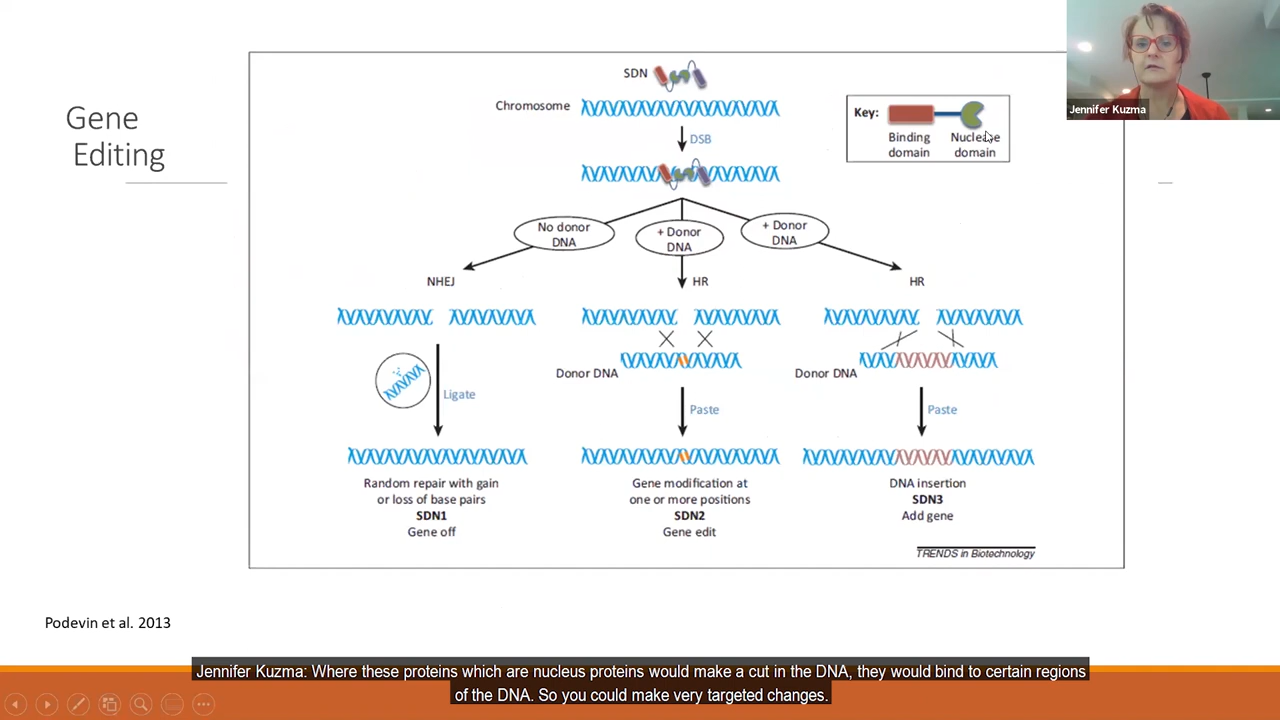 Gene
Editing
SDN
Chromosome
DSB
Key:
Binding
domain
Nuclease
domain
Jennifer Kuzma
No donor
DNA
+ Donor
DNA
+ Donor
DNA
NHEJ
HR
HR
Donor DNA
Donor DNA
Ligate
Paste
Paste
Random repair with gain
or loss of base pairs
SDN1
Gene off
Gene modification at
one or more positions
SDN2
Gene edit
DNA insertion
SDN3
Add gene
TRENDS in Biotechnology
Podevin et al. 2013
Jennifer Kuzma: Where these proteins which are nucleus proteins would make a cut in the DNA, they would bind to certain regions
of the DNA. So you could make very targeted changes.